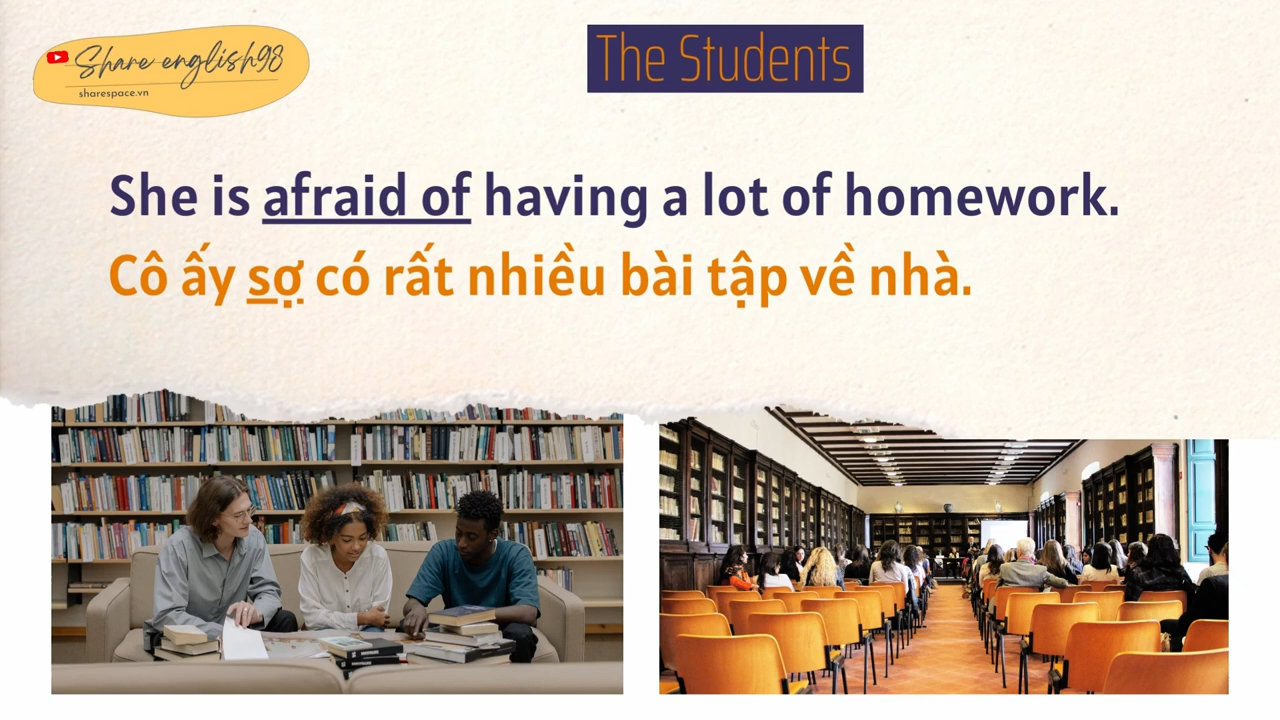 Share english98
sharespace.vn
The Students
She is afraid of having a lot of homework.
Cô ấy sợ có rất nhiều bài tập về nhà.